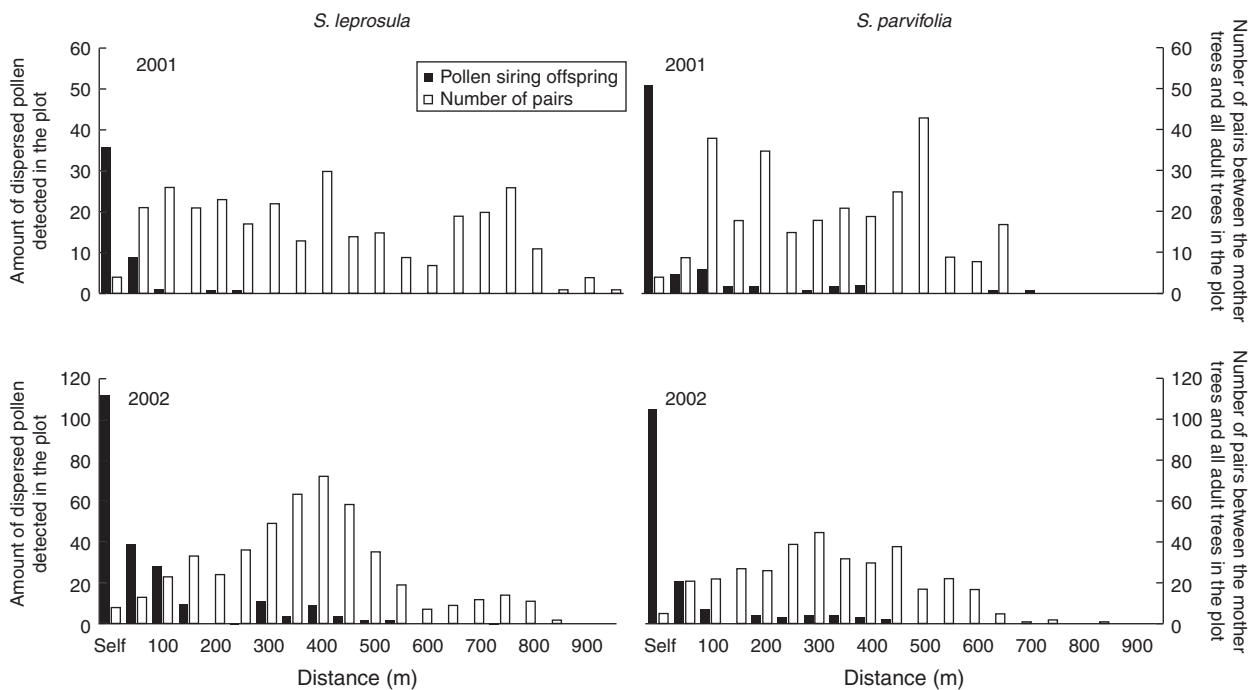 S. leprosula
S. parvifolia
Amount of dispersed pollen
detected in the plot
60
50
40
30
20
10
0
2001
Pollen siring offspring
Number of pairs
2001
60
50
40
30
20
10
0
Number of pairs between the mother
trees and all adult trees in the plot
Amount of dispersed pollen
detected in the plot
120
100
80
60
40
20
0
2002
Self 100 200 300 400 500 600 700 800 900
Distance (m)
2002
Self 100 200 300 400 500 600 700 800 900
Distance (m)
120
100
80
60
40
20
0
Number of pairs between the mother
trees and all adult trees in the plot